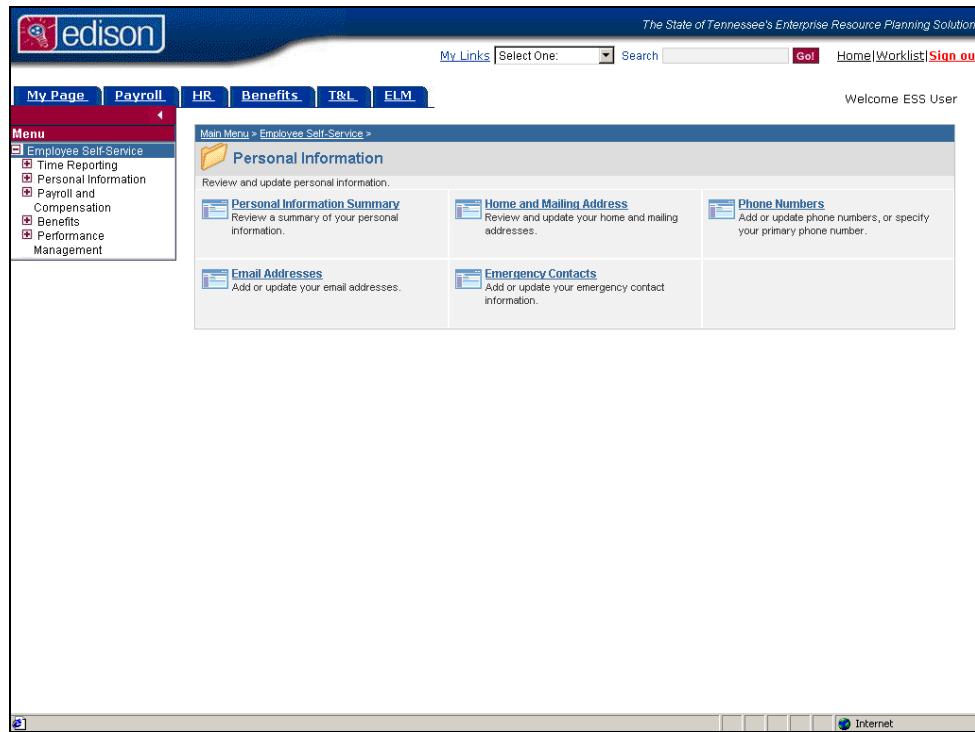 edison
The State of Tennessee's Enterprise Resource Planning Solution
My Links Select One: Search Go! Home|Worklist|Sign ou
My Page Payroll HR Benefits T&L ELM
Welcome ESS User
Menu
Employee Self-Service
Time Reporting
Personal Information
Payroll and
Compensation
Benefits
Performance
Management
Main Menu > Employee Self-Service >
Personal Information
Review and update personal information.
Personal Information Summary
Review a summary of your personal
information.
Home and Mailing Address
Review and update your home and mailing
addresses.
Phone Numbers
Add or update phone numbers, or specify
your primary phone number.
Email Addresses
Add or update your email addresses.
Emergency Contacts
Add or update your emergency contact
information.
Internet